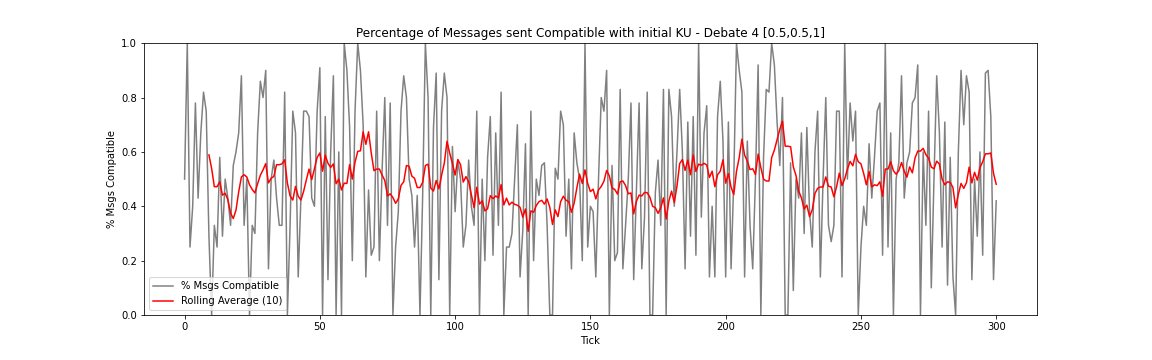 Percentage of Messages sent Compatible with initial KU - Debate 4 [0.5,0.5,1]
% Msgs Compatible
1.0
0.8
0.6
0.4
0.2
0.0
% Msgs Compatible
Rolling Average (10)
0 50 100 150 200 250 300
Tick